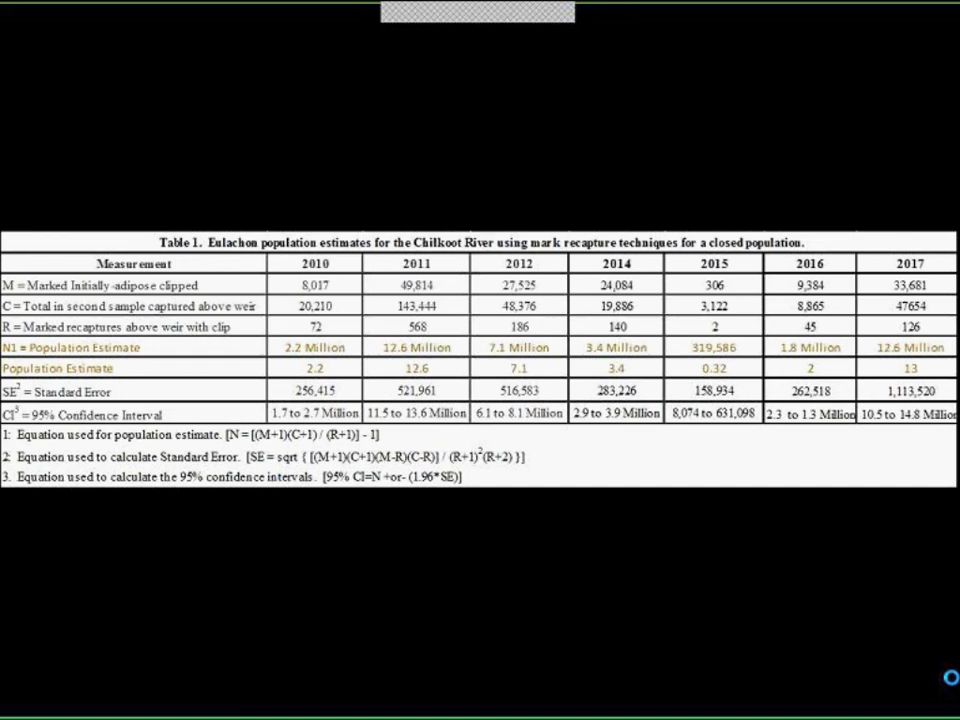 Table 1. Eulachon population estimates for the Chilkoot River using mark recapture techniques for a closed population.
Measurement 2010 2011 2012 2014 2015 2016 2017
M = Marked Initially-adipose clipped 8,017 49,814 27,525 24,084 306 9,384 33,681
C = Total in second sample captured above weir 20,210 143,444 48,376 19,886 3,122 8,865 47654
R = Marked recaptures above weir with clip 72 568 186 140 2 45 126
N1 = Population Estimate 2.2 Million 12.6 Million 7.1 Million 3.4 Million 319,586 1.8 Million 12.6 Million
Population Estimate 2.2 12.6 7.1 3.4 0.32 2 13
SE2 = Standard Error 256,415 521,961 516,583 283,226 158,934 262,518 1,113,520
CI3 = 95% Confidence Interval 1.7 to 2.7 Million 11.5 to 13.6 Million 6.1 to 8.1 Million 2.9 to 3.9 Million 8,074 to 631,098 2.3 to 1.3 Million 10.5 to 14.8 Million
1: Equation used for population estimate. [N = [(M+1)(C+1) / (R+1)] - 1]
2: Equation used to calculate Standard Error. [SE = sqrt { [(M+1)(C+1)(M-R)(C-R)] / (R+1)2(R+2) }]
3. Equation used to calculate the 95% confidence intervals. [95% CI=N +or- (1.96*SE)]